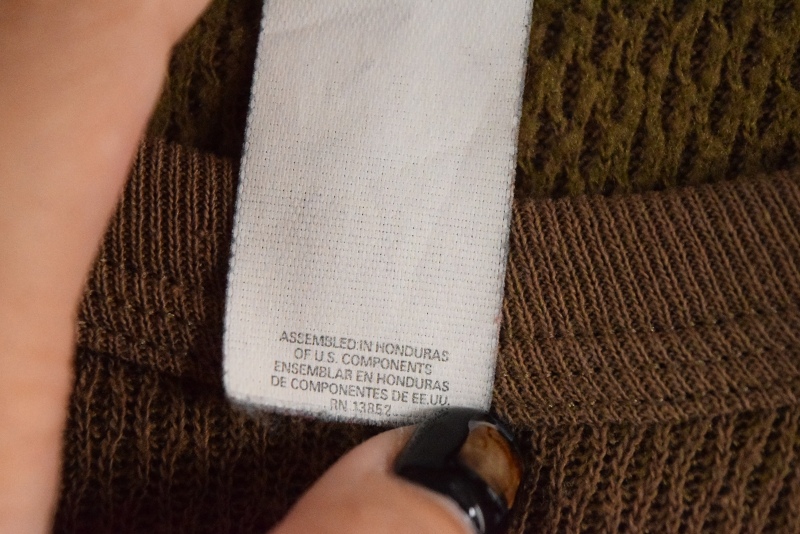 ASSEMBLED IN HONDURAS
OF U.S. COMPONENTS
ENSEMBLAR EN HONDURAS
DE COMPONENTES DE EE.UU.
RN 13852